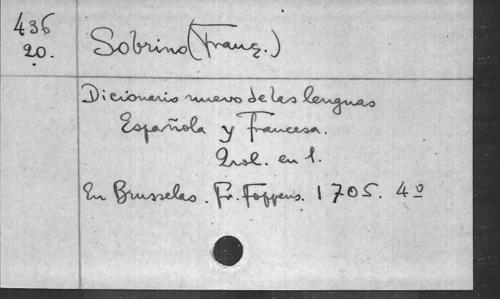 436
20.
Sobrino (Franç.)
Dicionario nuevo de las lenguas
Española y Francesa.
2 vol. en 1.
En Brusselas. Fr. Foppens. 1705. 4º